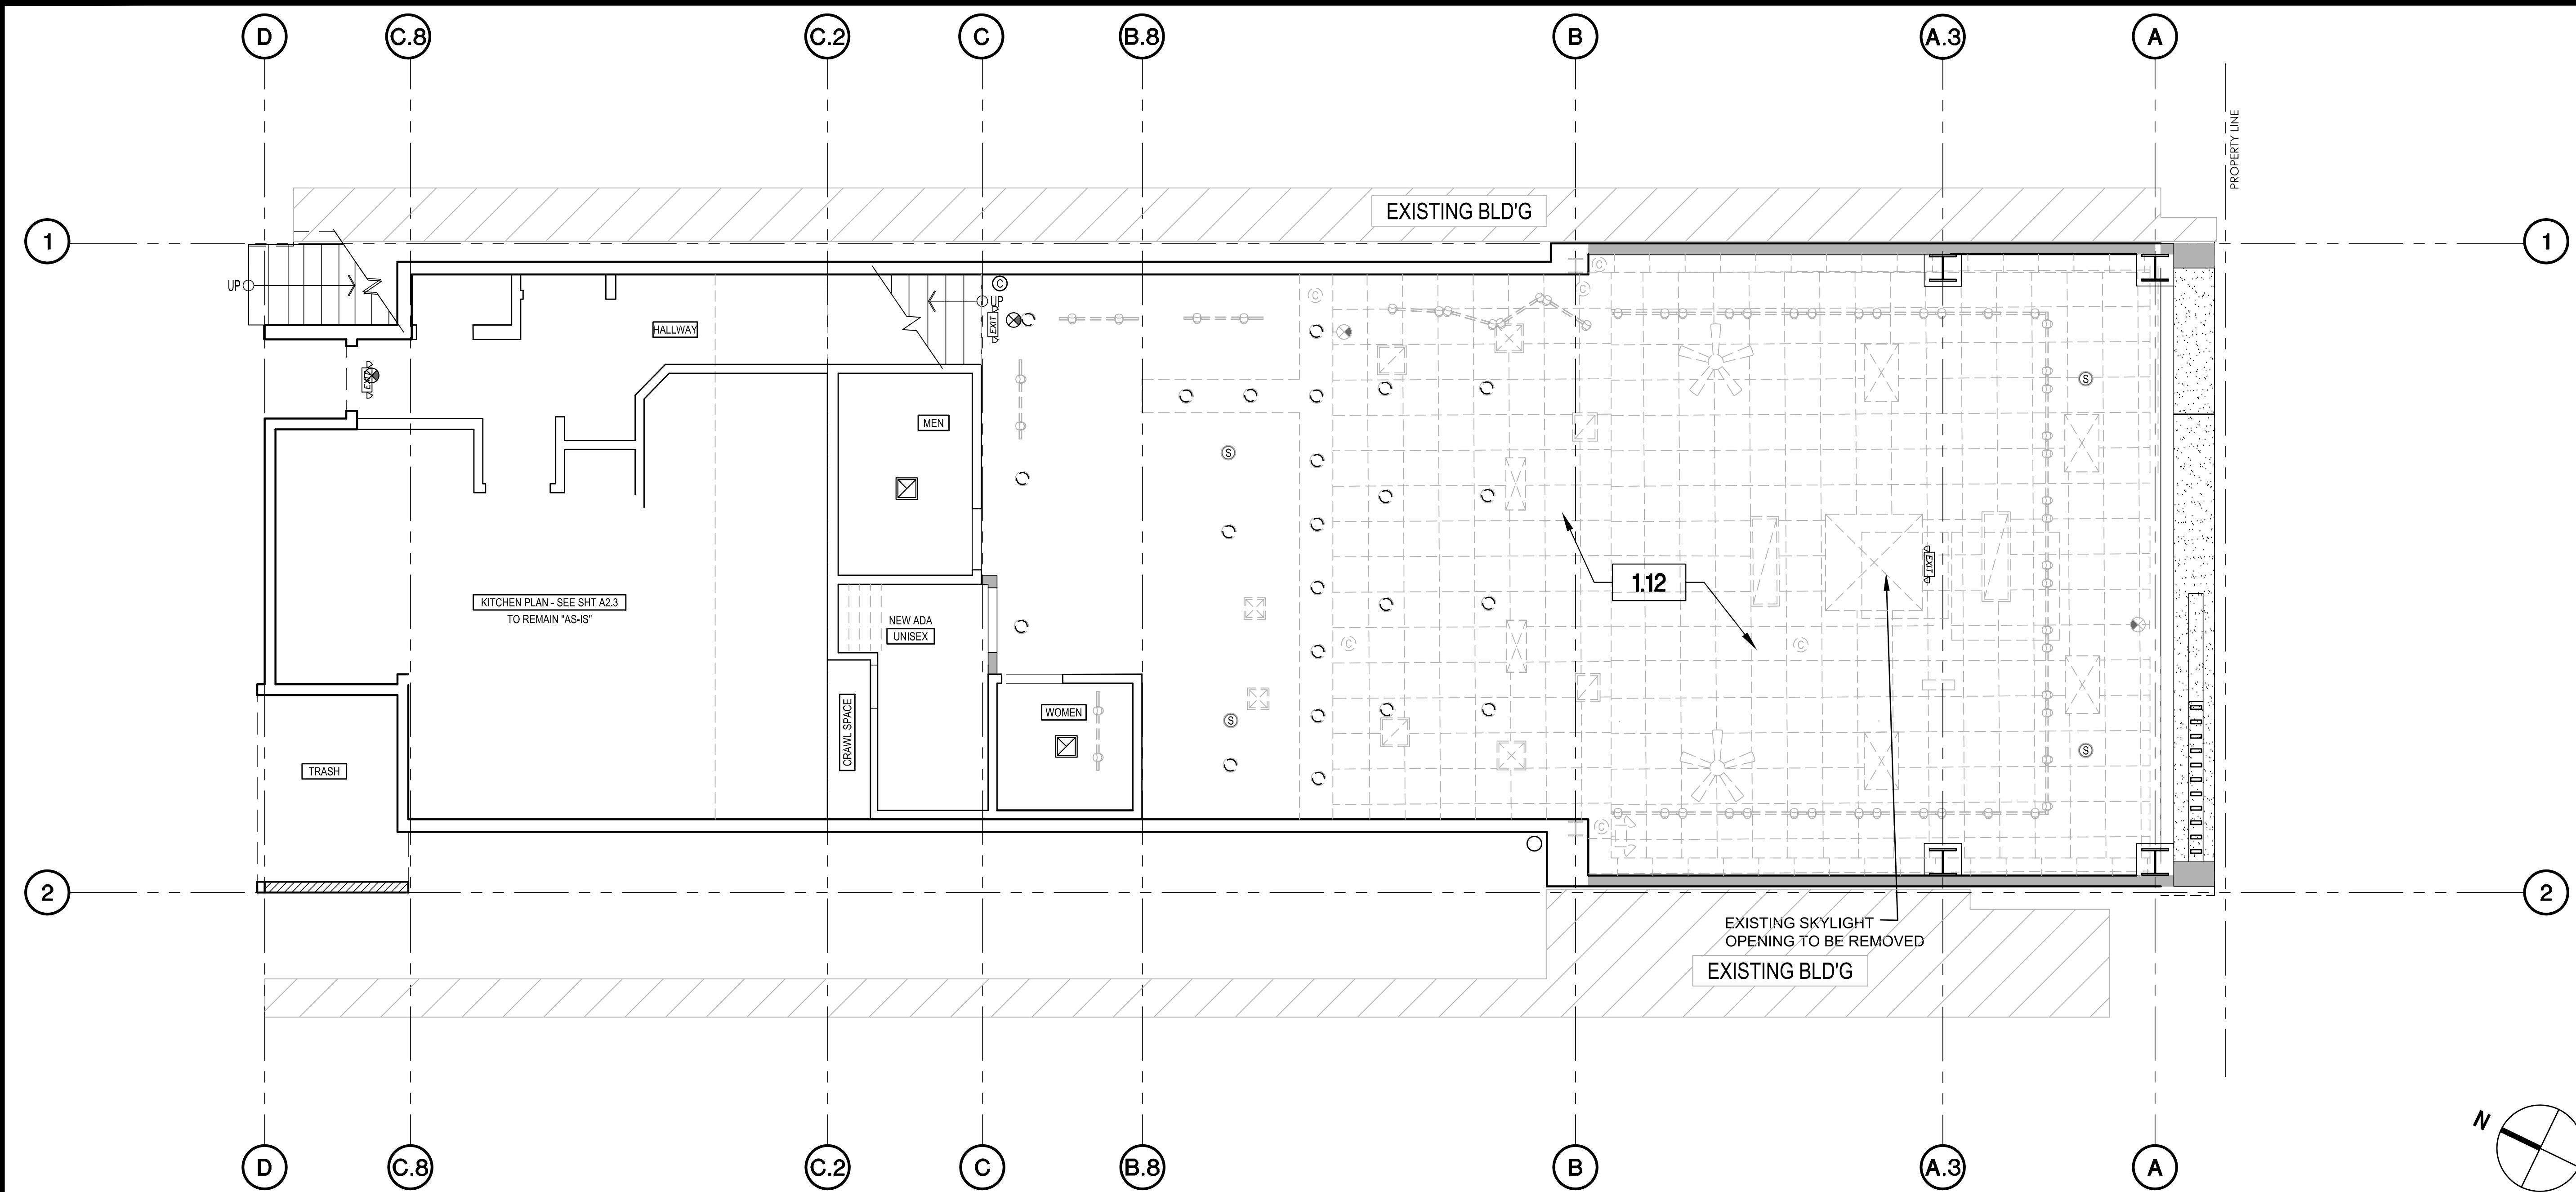 D
C.8
C.2
C
B.8
B
A.3
A
PROPERTY LINE
EXISTING BLD'G
1
1
UP
HALLWAY
C
UP
EXIT
C
C
C
EXIT
S
MEN
S
1.12
EXIT
KITCHEN PLAN - SEE SHT A2.3
TO REMAIN "AS-IS"
NEW ADA
UNISEX
C
C
CRAWL SPACE
WOMEN
S
S
TRASH
C
2
2
EXISTING SKYLIGHT
OPENING TO BE REMOVED
EXISTING BLD'G
N
D
C.8
C.2
C
B.8
B
A.3
A